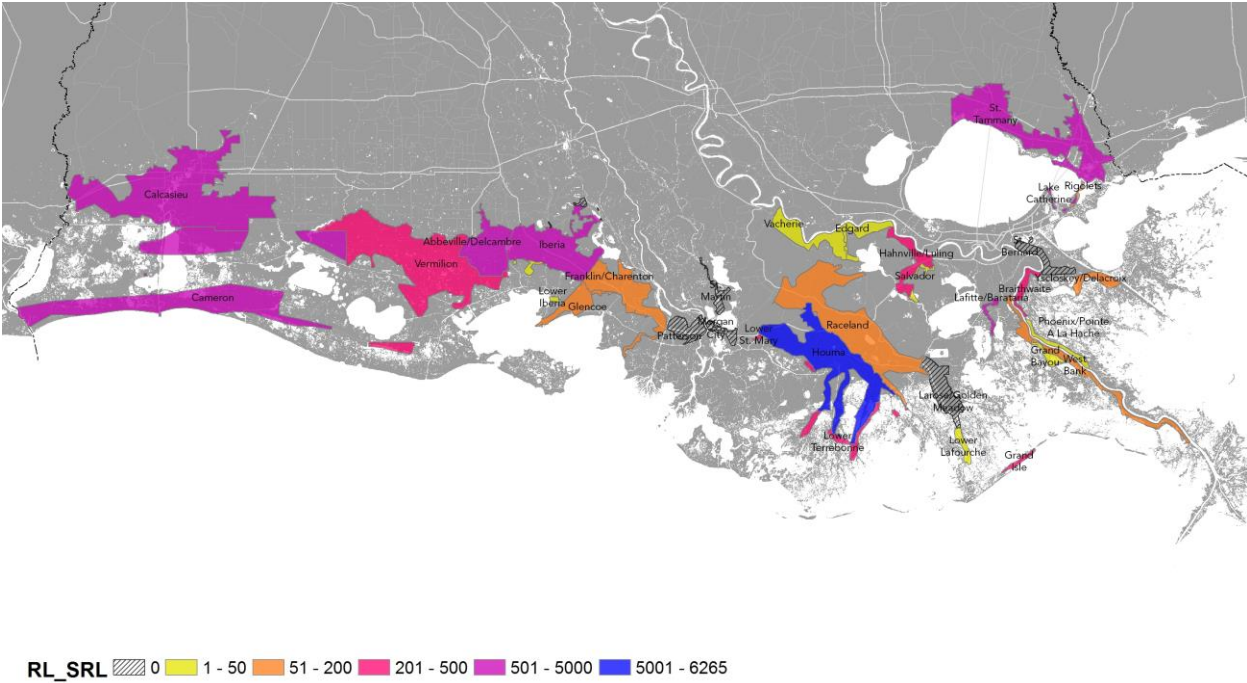 St.
Tammany
Calcasieu
Lake
Catherine
Rigolets
Vacherie
Edgard
Abbeville/Delcambre
Iberia
Bernard
Hahnville/Luling
Vermilion
Franklin/Charenton
Salvador
Yscloskey/Delacroix
Braithwaite
Cameron
Lower
Iberia
Glencoe
St.
Martin
Lafitte/Barataria
Morgan
City
Patterson
Lower
St. Mary
Raceland
Phoenix/Pointe
A La Hache
Houma
Grand
Bayou
West
Bank
Larose/Golden
Meadow
Lower
Terrebonne
Lower
Lafourche
Grand
Isle
RL_SRL 0 1 - 50 51 - 200 201 - 500 501 - 5000 5001 - 6265